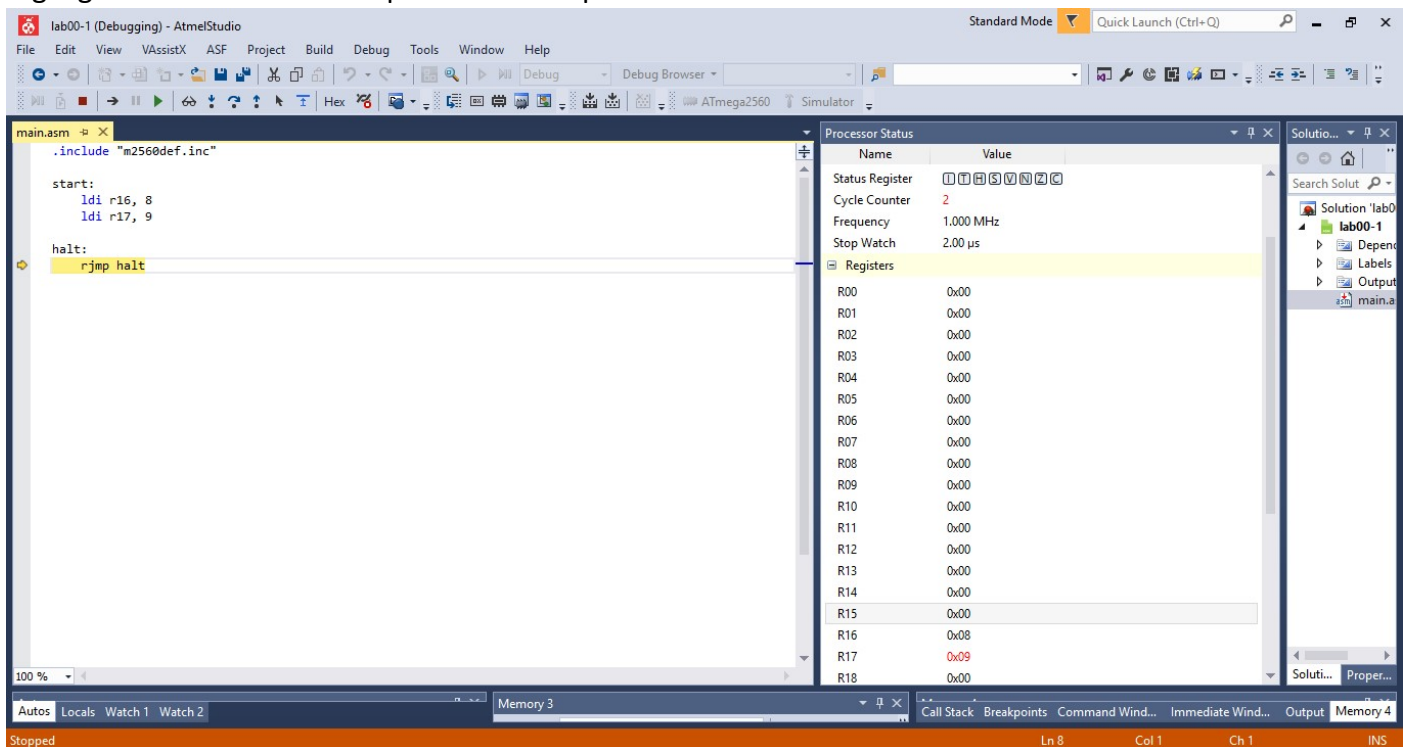 lab00-1 (Debugging) - AtmelStudio
Standard Mode
Quick Launch (Ctrl+Q)
File Edit View VAssistX ASF Project Build Debug Tools Window Help
Debug Debug Browser
Hex ATmega2560 Simulator
main.asm
.include "m2560def.inc"
start:
ldi r16, 8
ldi r17, 9
halt:
rjmp halt
100 %
Processor Status
Name Value
Status Register I T H S V N Z C
Cycle Counter 2
Frequency 1.000 MHz
Stop Watch 2.00 µs
Registers
R00 0x00
R01 0x00
R02 0x00
R03 0x00
R04 0x00
R05 0x00
R06 0x00
R07 0x00
R08 0x00
R09 0x00
R10 0x00
R11 0x00
R12 0x00
R13 0x00
R14 0x00
R15 0x00
R16 0x08
R17 0x09
R18 0x00
Solutio...
Search Solut
Solution 'lab0
lab00-1
Depend
Labels
Output
main.a
Soluti... Proper...
Autos Locals Watch 1 Watch 2
Memory 3
Call Stack Breakpoints Command Wind... Immediate Wind... Output Memory 4
Stopped Ln 8 Col 1 Ch 1 INS